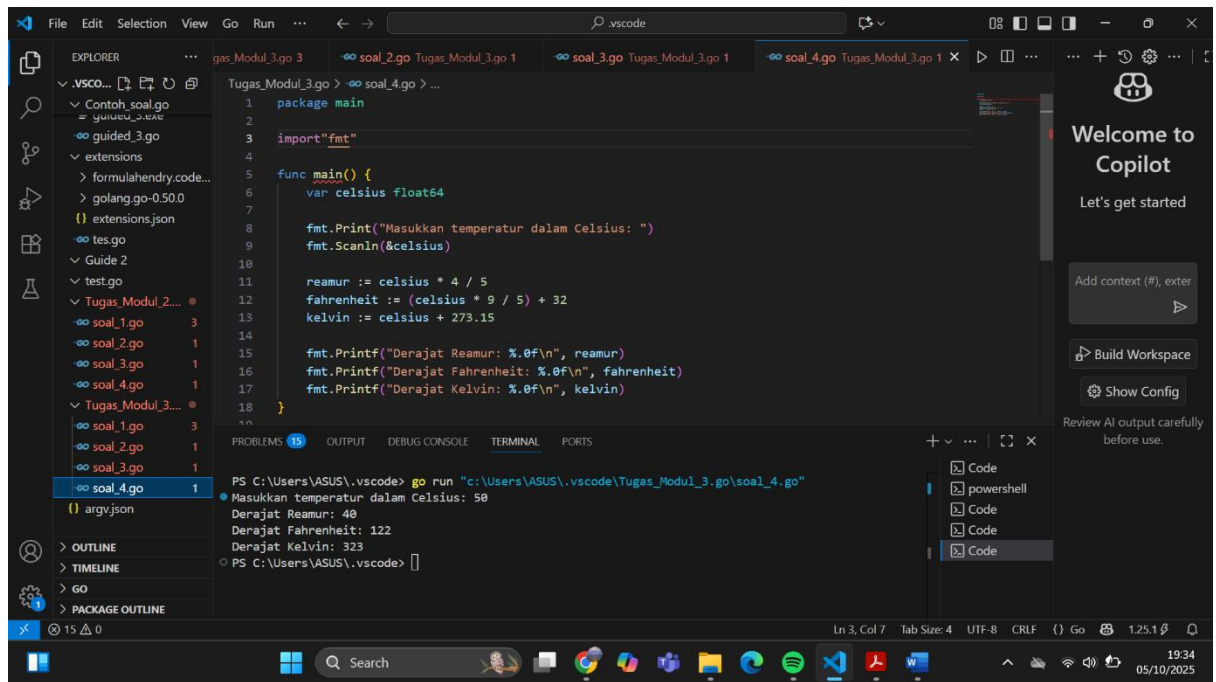 File Edit Selection View Go Run ··· ← → .vscode
EXPLORER ···
.VSCO...
Contoh_soal.go
guided_3.exe
guided_3.go
extensions
formulahendry.code...
golang.go-0.50.0
{} extensions.json
tes.go
Guide 2
test.go
Tugas_Modul_2....
soal_1.go 3
soal_2.go 1
soal_3.go 1
soal_4.go 1
Tugas_Modul_3....
soal_1.go 3
soal_2.go 1
soal_3.go 1
soal_4.go 1
{} argv.json
> OUTLINE
> TIMELINE
> GO
> PACKAGE OUTLINE
gas_Modul_3.go 3 soal_2.go Tugas_Modul_3.go 1 soal_3.go Tugas_Modul_3.go 1 soal_4.go Tugas_Modul_3.go 1
Tugas_Modul_3.go > soal_4.go > ...
1 package main
2
3 import"fmt"
4
5 func main() {
6 var celsius float64
7
8 fmt.Print("Masukkan temperatur dalam Celsius: ")
9 fmt.Scanln(&celsius)
10
11 reamur := celsius * 4 / 5
12 fahrenheit := (celsius * 9 / 5) + 32
13 kelvin := celsius + 273.15
14
15 fmt.Printf("Derajat Reamur: %.0f\n", reamur)
16 fmt.Printf("Derajat Fahrenheit: %.0f\n", fahrenheit)
17 fmt.Printf("Derajat Kelvin: %.0f\n", kelvin)
18 }
19
PROBLEMS 15 OUTPUT DEBUG CONSOLE TERMINAL PORTS
PS C:\Users\ASUS\.vscode> go run "c:\Users\ASUS\.vscode\Tugas_Modul_3.go\soal_4.go"
Masukkan temperatur dalam Celsius: 50
Derajat Reamur: 40
Derajat Fahrenheit: 122
Derajat Kelvin: 323
PS C:\Users\ASUS\.vscode>
Code
powershell
Code
Code
Code
Welcome to
Copilot
Let's get started
Add context (#), exter
Build Workspace
Show Config
Review AI output carefully
before use.
1
15 0 Ln 3, Col 7 Tab Size: 4 UTF-8 CRLF {} Go 1.25.1
Search
19:34
05/10/2025